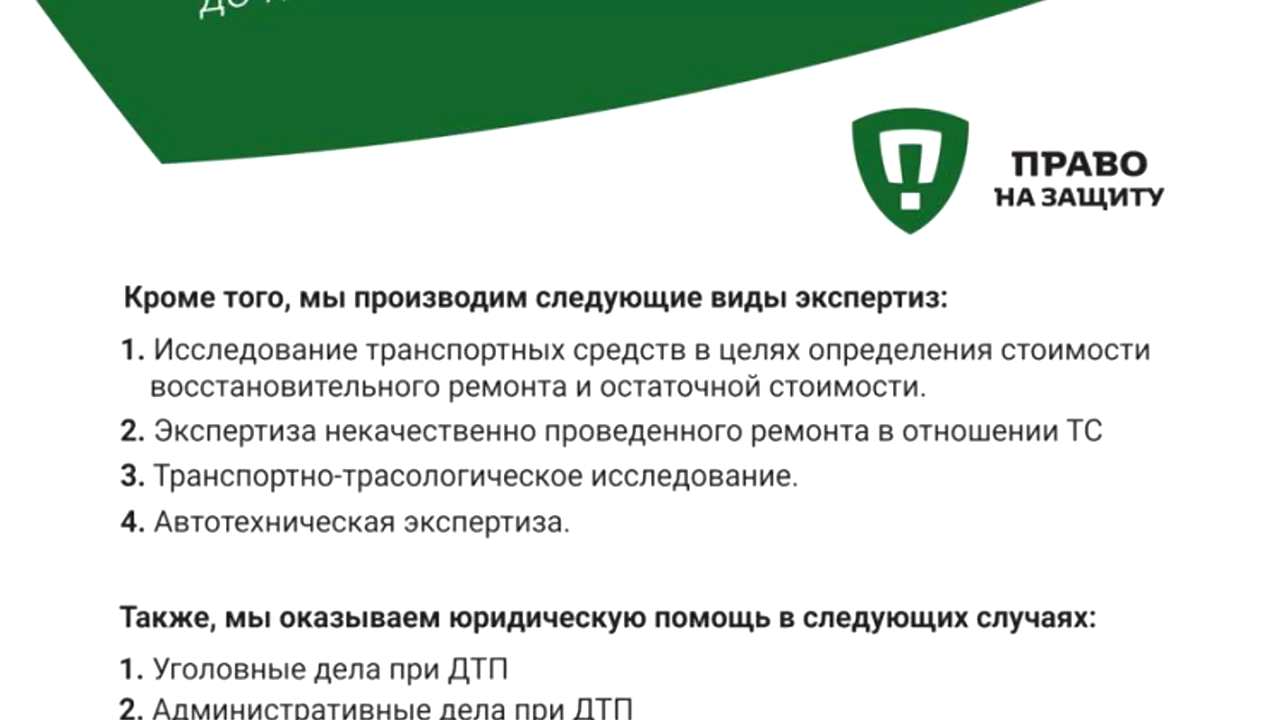 ПРАВО
НА ЗАЩИТУ
Кроме того, мы производим следующие виды экспертиз:
1. Исследование транспортных средств в целях определения стоимости
восстановительного ремонта и остаточной стоимости.
2. Экспертиза некачественно проведенного ремонта в отношении ТС
3. Транспортно-трасологическое исследование.
4. Автотехническая экспертиза.
Также, мы оказываем юридическую помощь в следующих случаях:
1. Уголовные дела при ДТП
2. Административные дела при ДТП